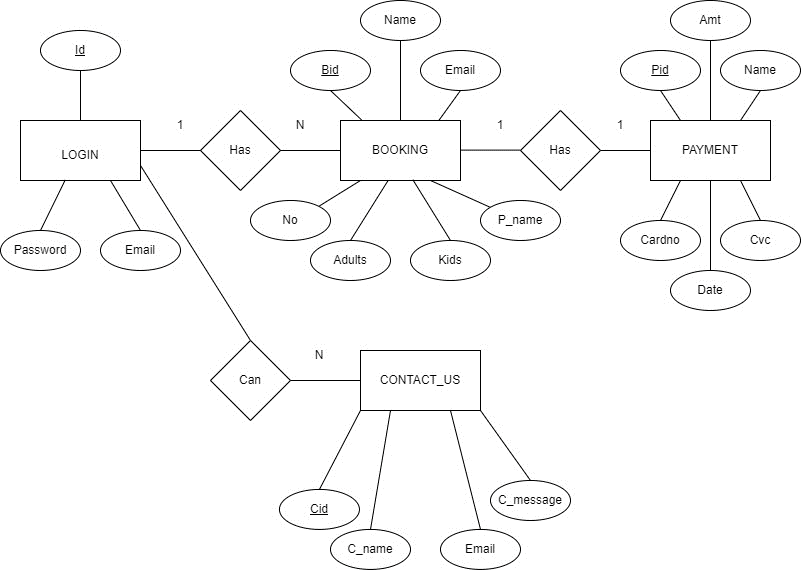 Name
Amt
Id
Bid
Email
Pid
Name
1
N
1
1
LOGIN
Has
BOOKING
Has
PAYMENT
No
P_name
Password
Email
Adults
Kids
Cardno
Cvc
Date
N
Can
CONTACT_US
Cid
C_message
C_name
Email